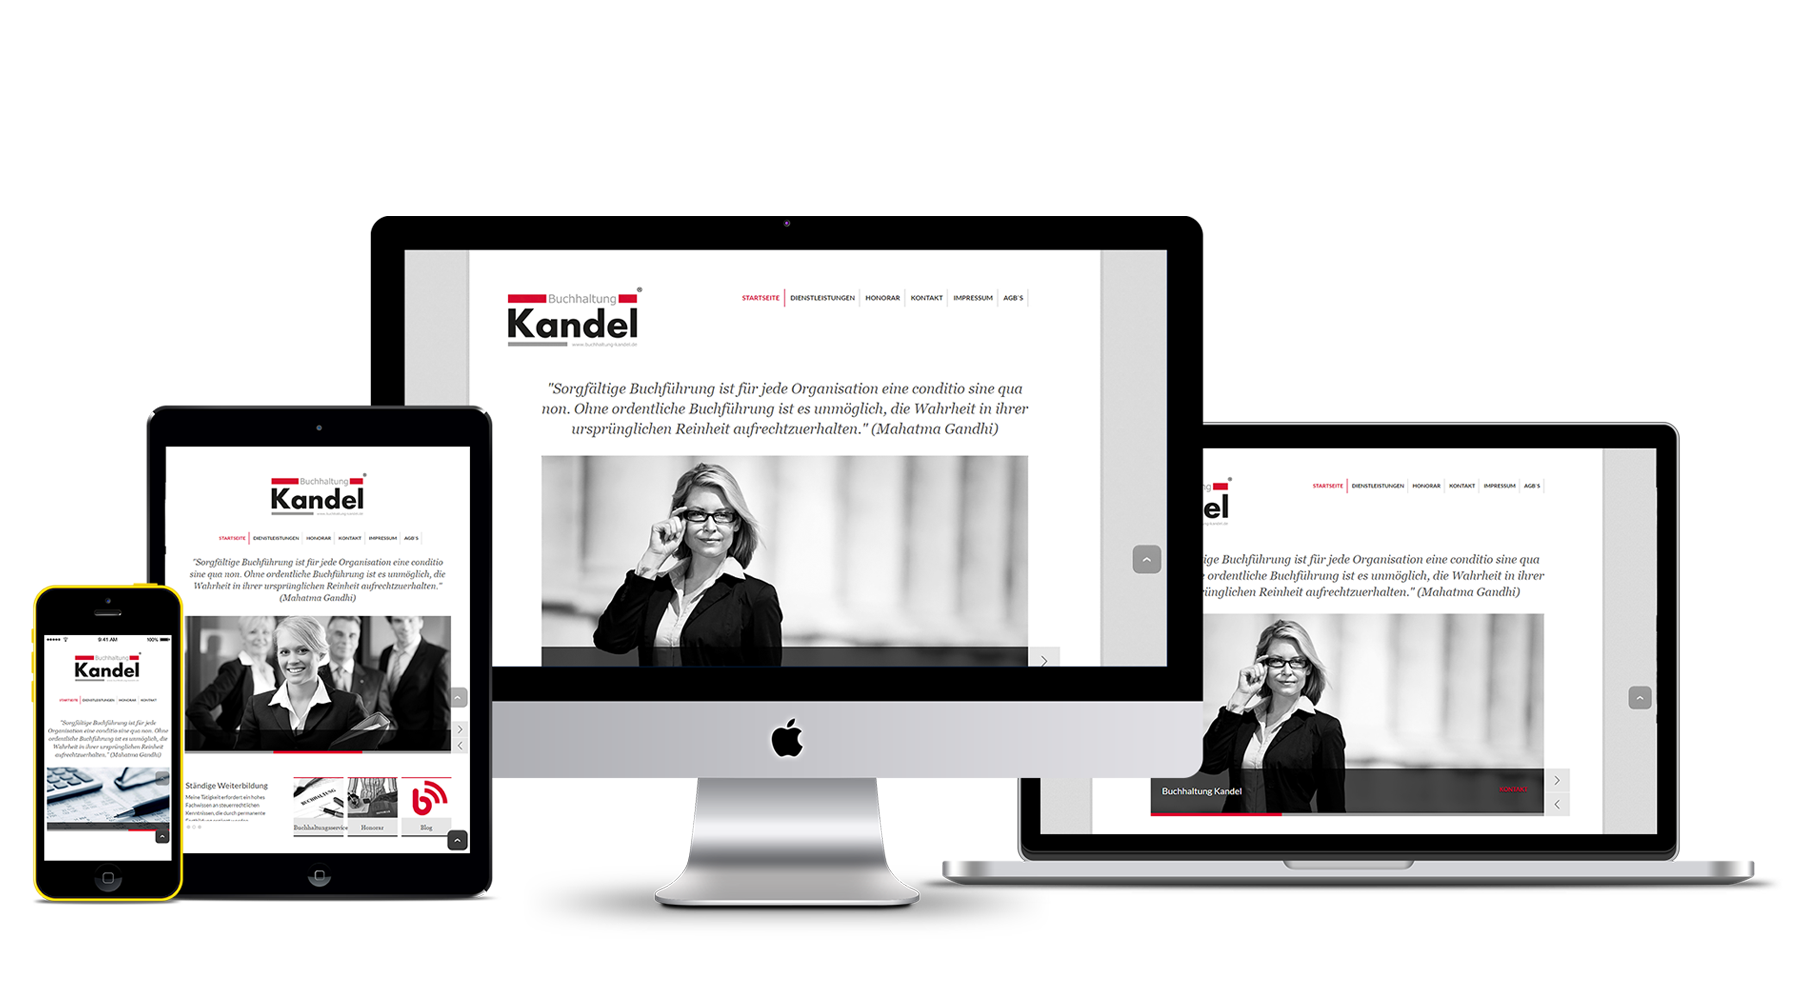 Buchhaltung
Kandel
www.buchhaltung-kandel.de
STARTSEITE DIENSTLEISTUNGEN HONORAR KONTAKT IMPRESSUM AGB'S
"Sorgfältige Buchführung ist für jede Organisation eine conditio sine qua
non. Ohne ordentliche Buchführung ist es unmöglich, die Wahrheit in ihrer
ursprünglichen Reinheit aufrechtzuerhalten." (Mahatma Gandhi)
Buchhaltung
Kandel
STARTSEITE DIENSTLEISTUNGEN HONORAR KONTAKT IMPRESSUM AGB'S
"Sorgfältige Buchführung ist für jede Organisation eine conditio
sine qua non. Ohne ordentliche Buchführung ist es unmöglich, die
Wahrheit in ihrer ursprünglichen Reinheit aufrechtzuerhalten."
(Mahatma Gandhi)
Ständige Weiterbildung
Meine Tätigkeit erfordert ein hohes
Fachwissen an steuerrechtlichen
Kenntnissen, die durch permanente
BUCHHALTUNG
Buchhaltungsservice Honorar Blog
9:41 AM 100%
Buchhaltung
Kandel
STARTSEITE DIENSTLEISTUNGEN HONORAR KONTAKT
"Sorgfältige Buchführung ist für jede
Organisation eine conditio sine qua non. Ohne
ordentliche Buchführung ist es unmöglich, die
Wahrheit in ihrer ursprünglichen Reinheit
aufrechtzuerhalten." (Mahatma Gandhi)
g
el
STARTSEITE DIENSTLEISTUNGEN HONORAR KONTAKT IMPRESSUM AGB'S
ige Buchführung ist für jede Organisation eine conditio sine qua
ordentliche Buchführung ist es unmöglich, die Wahrheit in ihrer
rünglichen Reinheit aufrechtzuerhalten." (Mahatma Gandhi)
Buchhaltung Kandel
KONTAKT